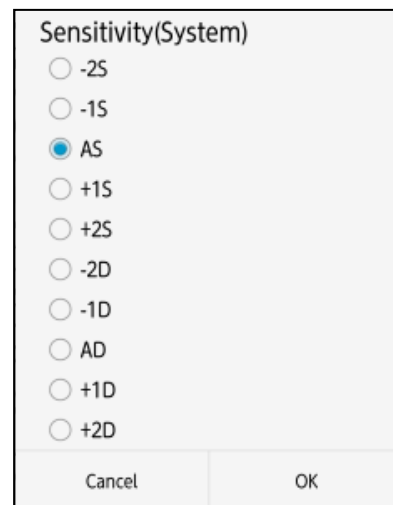 Sensitivity(System)
-2S
-1S
AS
+1S
+2S
-2D
-1D
AD
+1D
+2D
Cancel OK